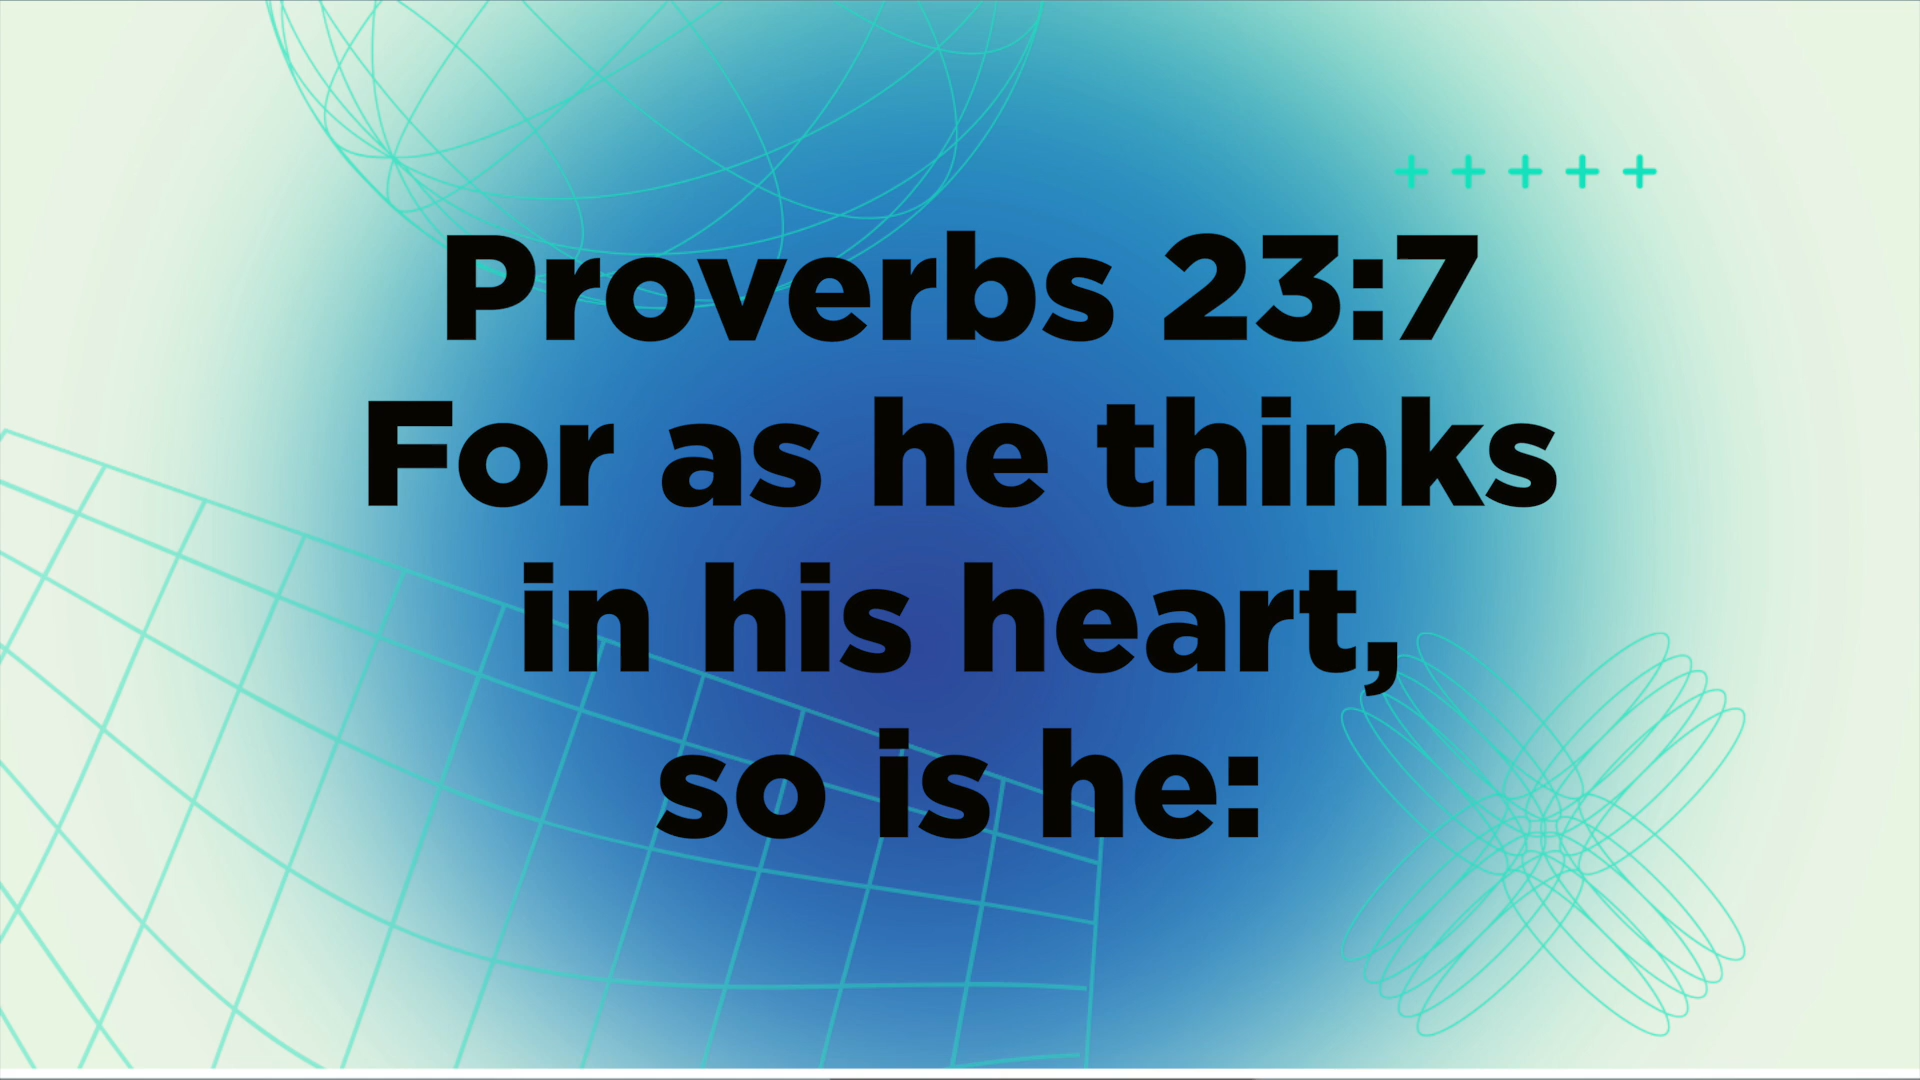 Proverbs 23:7
For as he thinks
in his heart,
so is he: